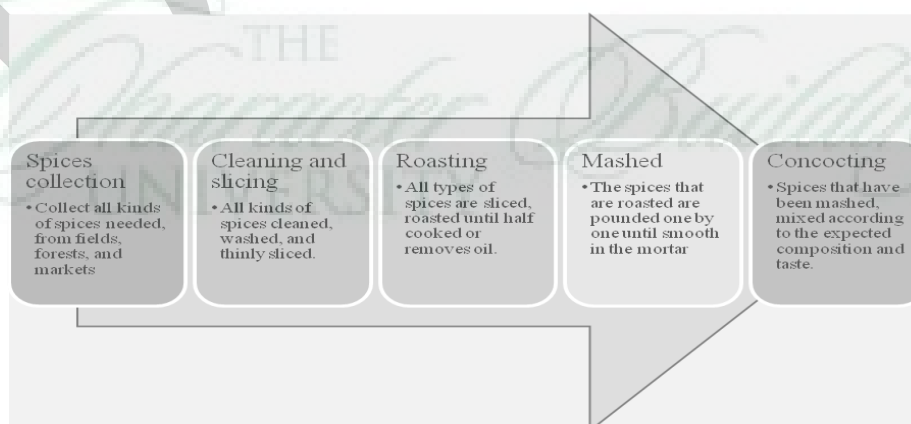 THE
Character Building
UNIVERSITY
Spices
collection
• Collect all kinds
of spices needed,
from fields,
forests, and
markets
Cleaning and
slicing
• All kinds of
spices cleaned,
washed, and
thinly sliced.
Roasting
• All types of
spices are sliced,
roasted until half
cooked or
removes oil.
Mashed
• The spices that
are roasted are
pounded one by
one until smooth
in the mortar
Concocting
• Spices that have
been mashed,
mixed according
to the expected
composition and
taste.